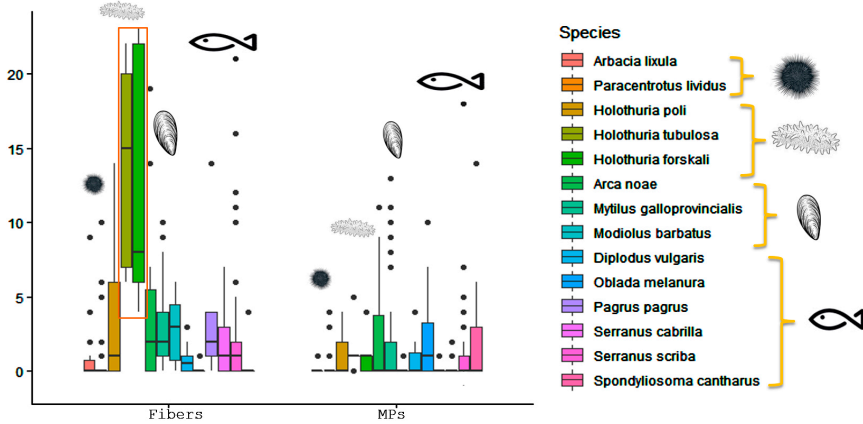 20
15
10
5
0
Fibers
MPs
Species
Arbacia lixula
Paracentrotus lividus
Holothuria poli
Holothuria tubulosa
Holothuria forskali
Arca noae
Mytilus galloprovincialis
Modiolus barbatus
Diplodus vulgaris
Oblada melanura
Pagrus pagrus
Serranus cabrilla
Serranus scriba
Spondyliosoma cantharus